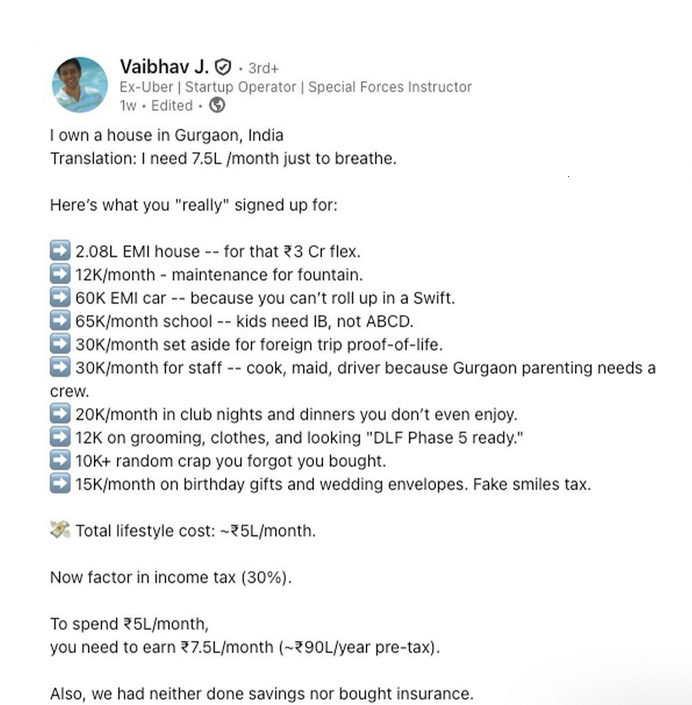 Vaibhav J. · 3rd+
Ex-Uber | Startup Operator | Special Forces Instructor
1w • Edited •
I own a house in Gurgaon, India
Translation: I need 7.5L /month just to breathe.
Here's what you "really" signed up for:
➡️ 2.08L EMI house -- for that ₹3 Cr flex.
➡️ 12K/month - maintenance for fountain.
➡️ 60K EMI car -- because you can't roll up in a Swift.
➡️ 65K/month school -- kids need IB, not ABCD.
➡️ 30K/month set aside for foreign trip proof-of-life.
➡️ 30K/month for staff -- cook, maid, driver because Gurgaon parenting needs a
crew.
➡️ 20K/month in club nights and dinners you don't even enjoy.
➡️ 12K on grooming, clothes, and looking "DLF Phase 5 ready."
➡️ 10K+ random crap you forgot you bought.
➡️ 15K/month on birthday gifts and wedding envelopes. Fake smiles tax.
💸 Total lifestyle cost: ~₹5L/month.
Now factor in income tax (30%).
To spend ₹5L/month,
you need to earn ₹7.5L/month (~₹90L/year pre-tax).
Also, we had neither done savings nor bought insurance.